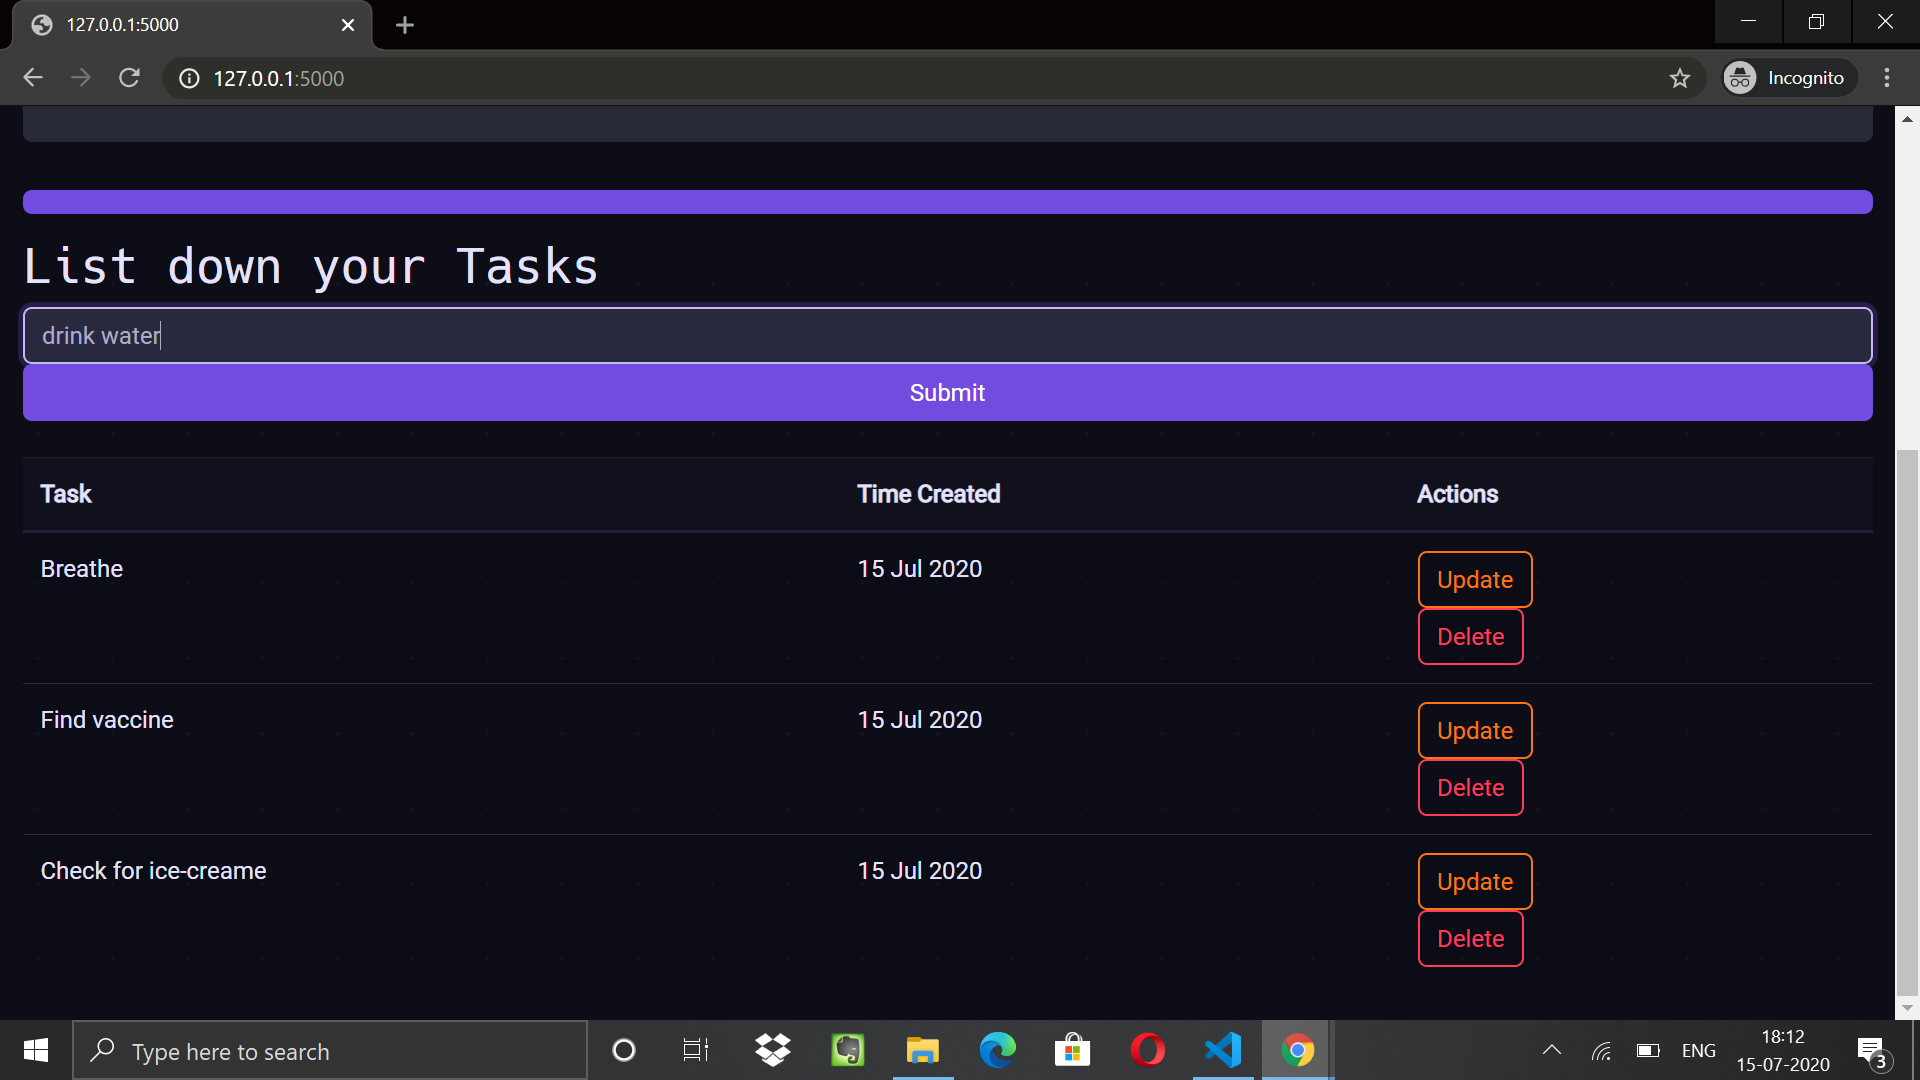 127.0.0.1:5000
127.0.0.1:5000
Incognito
List down your Tasks
drink water
Submit
Task Time Created Actions
Breathe 15 Jul 2020 Update
Delete
Find vaccine 15 Jul 2020 Update
Delete
Check for ice-creame 15 Jul 2020 Update
Delete
Type here to search
ENG
18:12
15-07-2020
3